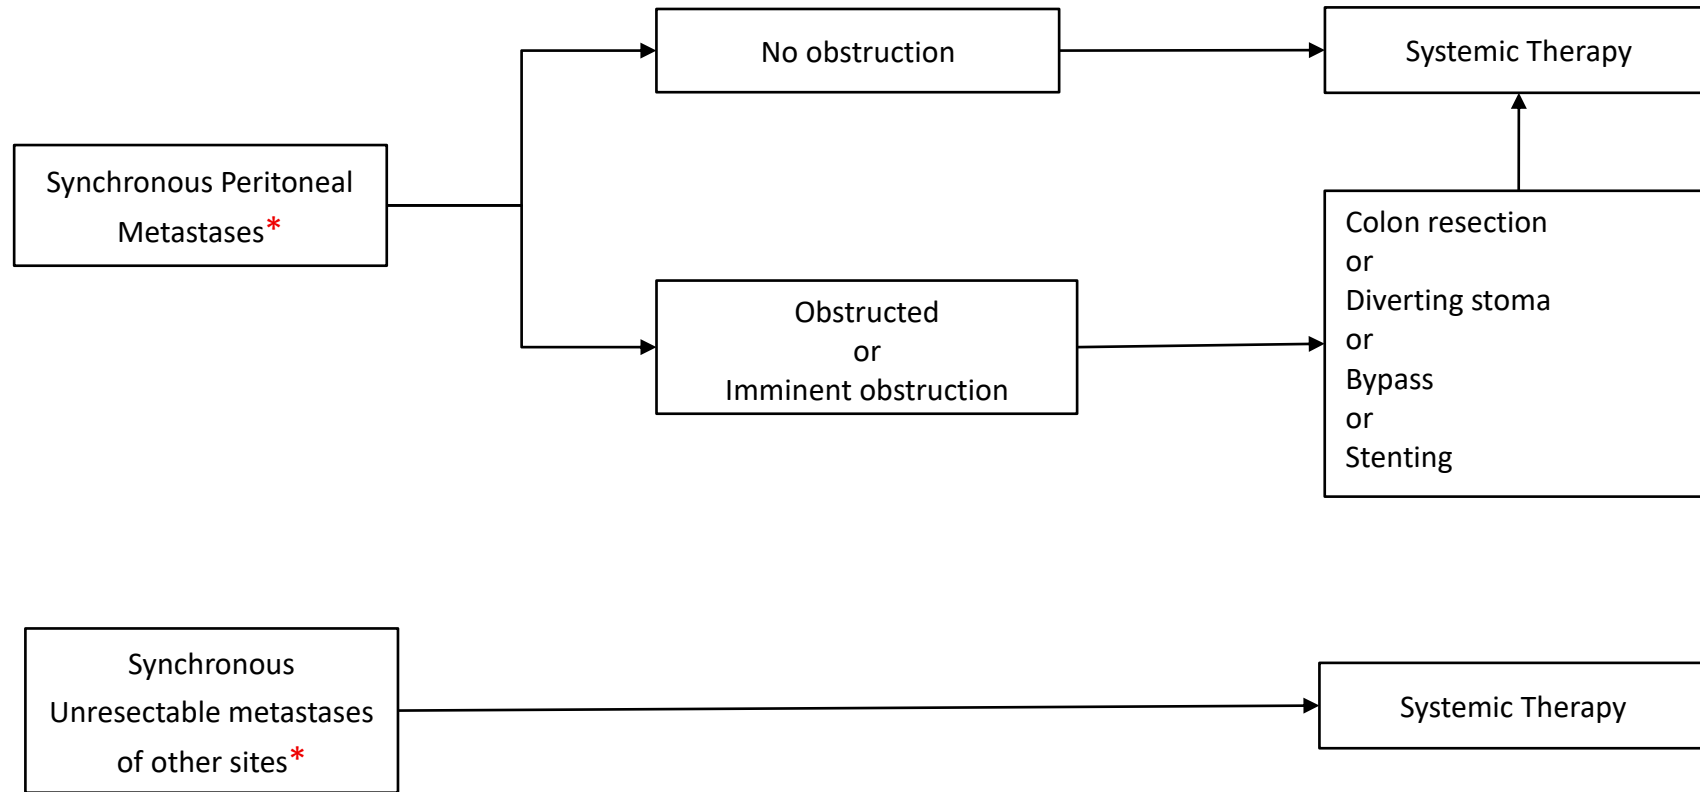 No obstruction
Systemic Therapy
Synchronous Peritoneal
Metastases*
Colon resection
or
Diverting stoma
or
Bypass
or
Stenting
Obstructed
or
Imminent obstruction
Synchronous
Unresectable metastases
of other sites*
Systemic Therapy